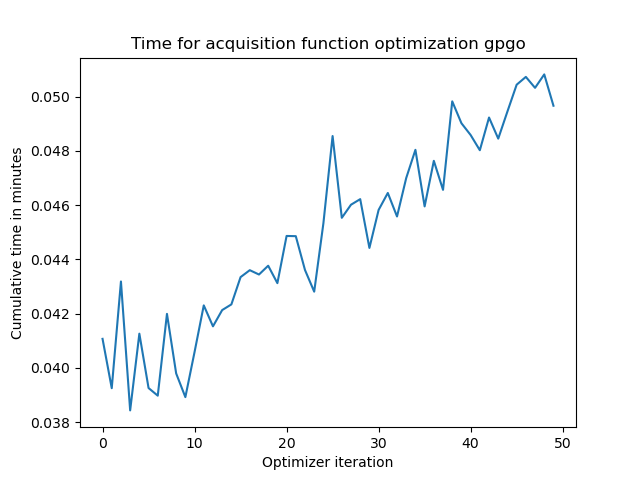 Time for acquisition function optimization gpgo
Cumulative time in minutes
0.050
0.048
0.046
0.044
0.042
0.040
0.038
0 10 20 30 40 50
Optimizer iteration